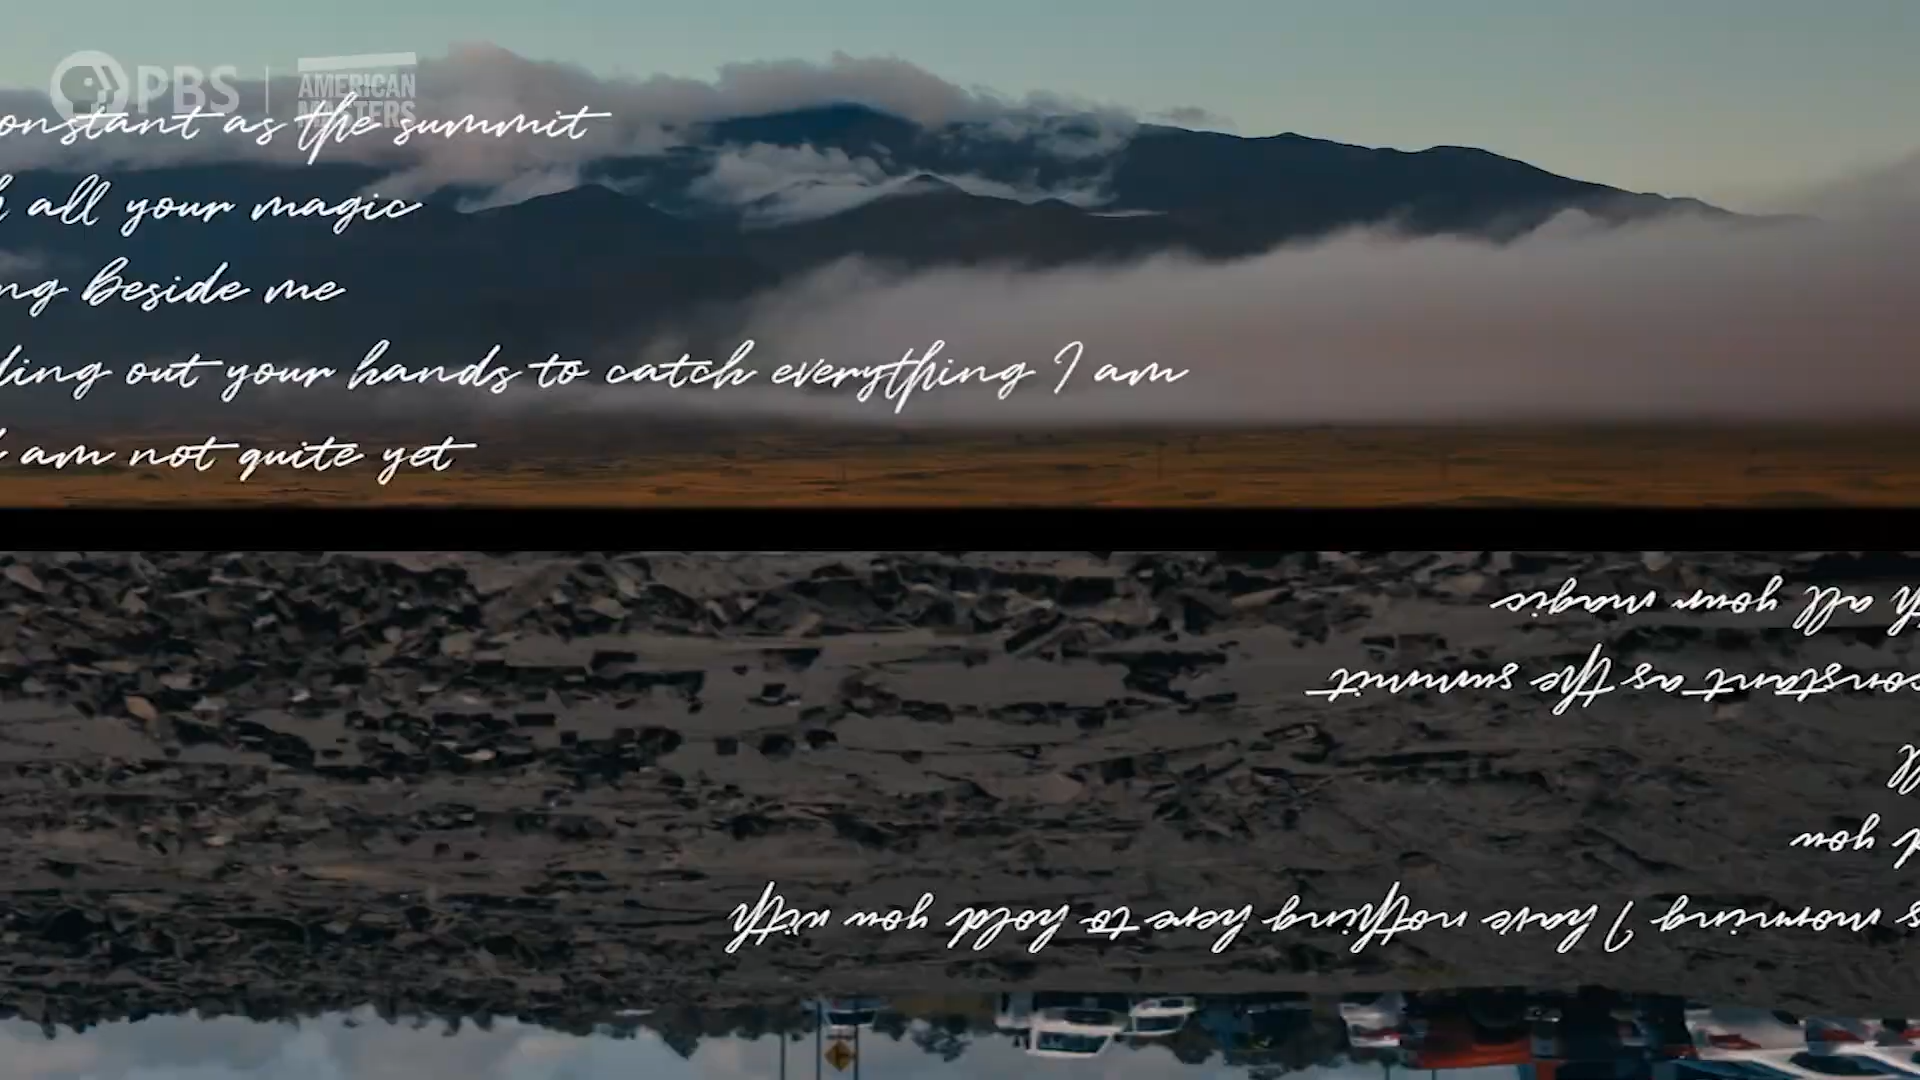 PBS
AMERICAN
MASTERS
onstant as the summit
all your magic
ng beside me
ding out your hands to catch everything I am
am not quite yet
h all your magic
constant as the summit
ll
d you
s morning I have nothing here to hold you with